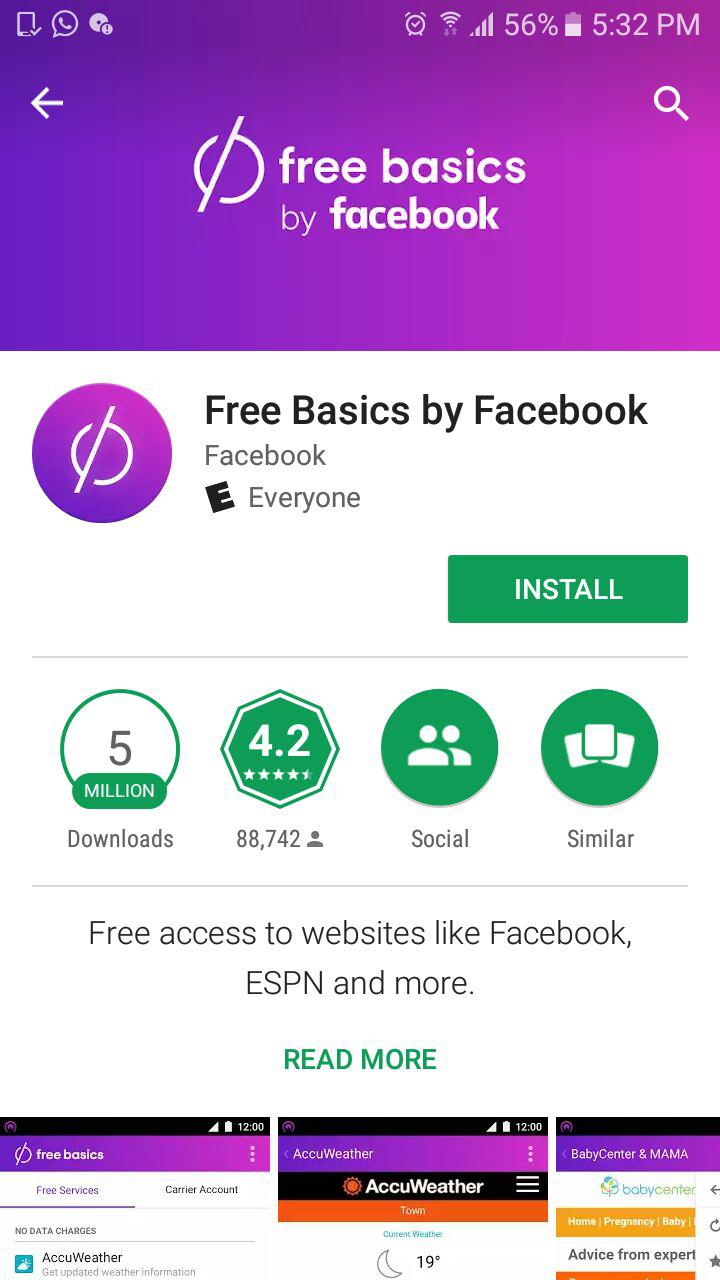 56% 5:32 PM
free basics
by facebook
Free Basics by Facebook
Facebook
E Everyone
INSTALL
5
MILLION
4.2
Downloads
88,742
Social
Similar
Free access to websites like Facebook,
ESPN and more.
READ MORE
12:00
free basics
Free Services
Carrier Account
NO DATA CHARGES
AccuWeather
Get updated weather information
12:00
AccuWeather
AccuWeather
Town
Current Weather
19°
BabyCenter & MAMA
babycenter
Home | Pregnancy | Baby |
Advice from expert